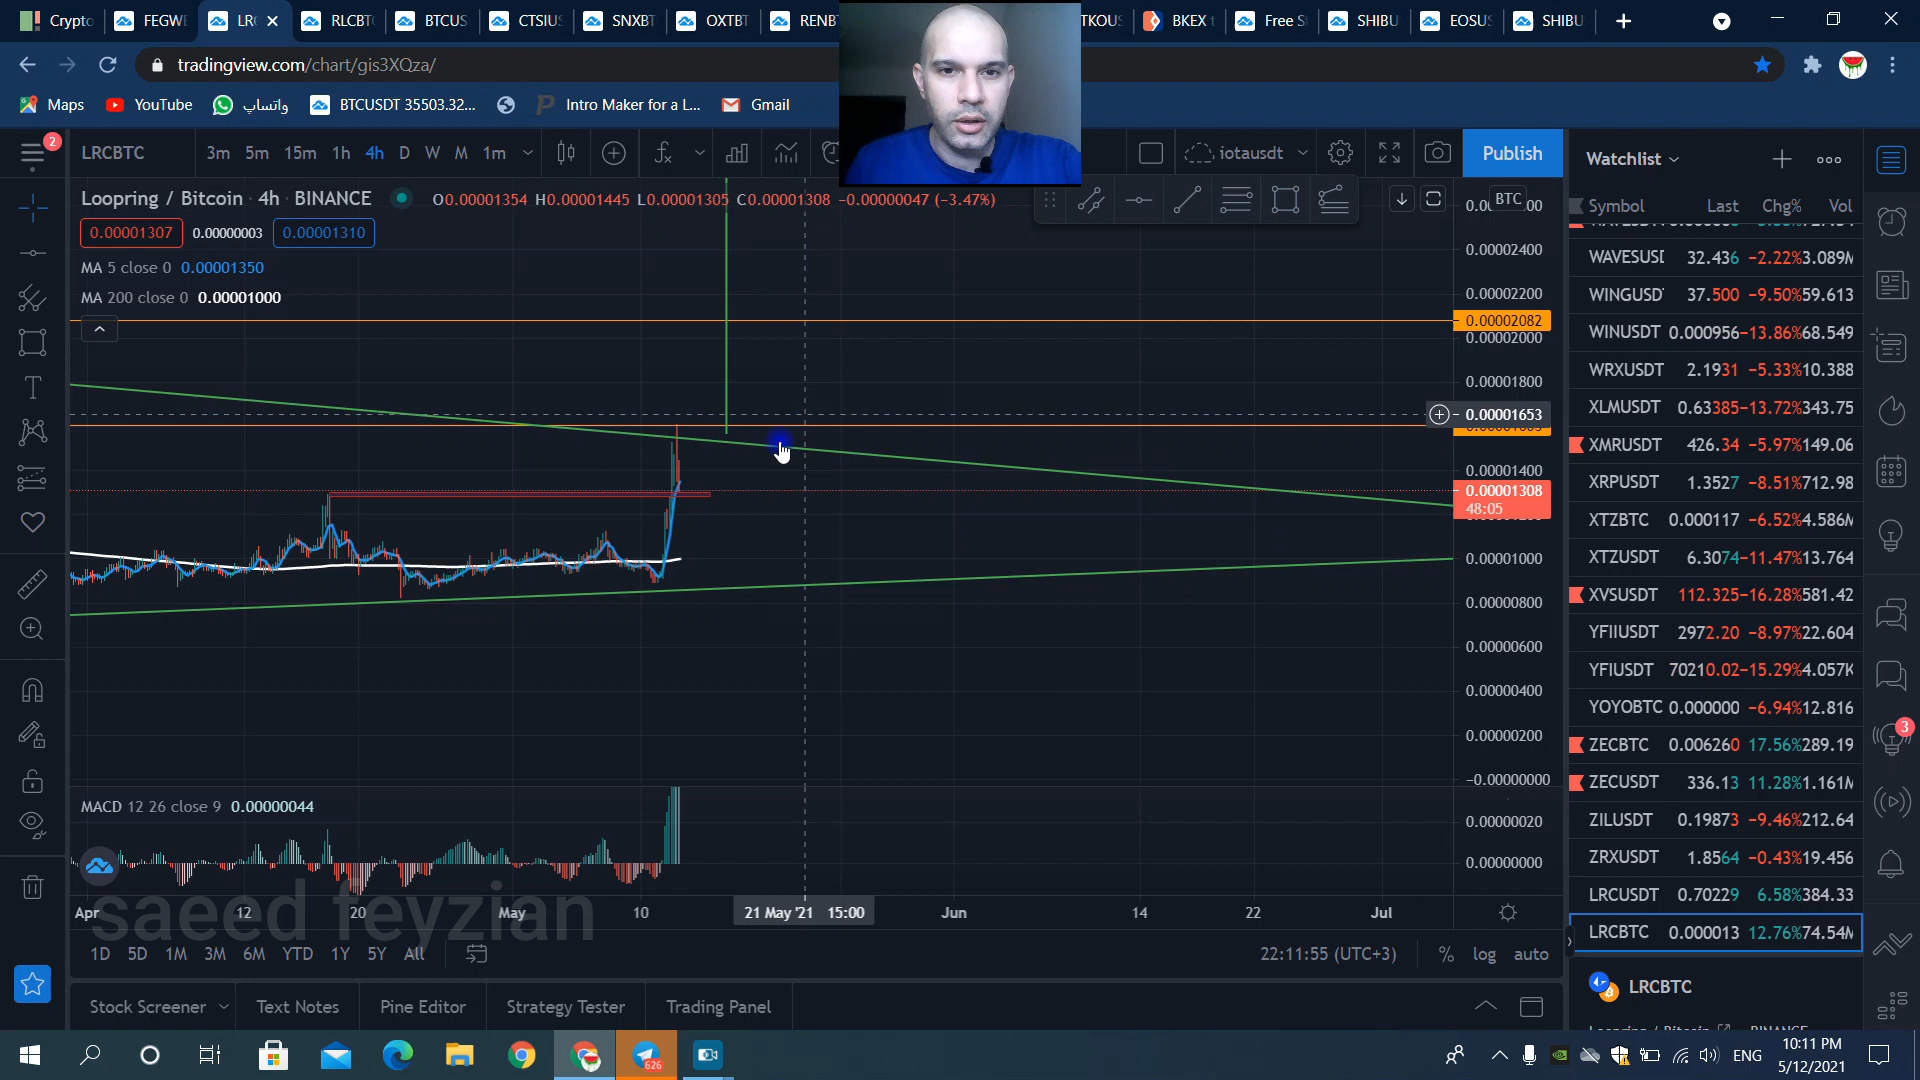 Crypto FEGWE LR RLCBTC BTCUS CTSIUS SNXBT OXTBT RENBT TKOUS BKEX t Free S SHIBU EOSUS SHIBU
tradingview.com/chart/gis3XQza/
Maps YouTube واتساپ BTCUSDT 35503.32... Intro Maker for a L... Gmail
2 LRCBTC 3m 5m 15m 1h 4h D W M 1m iotausdt Publish
Watchlist
Loopring / Bitcoin · 4h · BINANCE O0.00001354 H0.00001445 L0.00001305 C0.00001308 −0.00000047 (−3.47%)
BTC
Symbol Last Chg% Vol
0.00001307 0.00000003 0.00001310
MA 5 close 0 0.00001350
MA 200 close 0 0.00001000
0.00002400
0.00002200
0.00002082
0.00002000
0.00001800
0.00001653
0.00001400
0.00001308
48:05
0.00001000
0.00000800
0.00000600
0.00000400
0.00000200
−0.00000000
WAVESUSD 32.436 −2.22% 3.089M
WINGUSD 37.500 −9.50% 59.613
WINUSDT 0.000956 −13.86% 68.549
WRXUSDT 2.1931 −5.33% 10.388
XLMUSDT 0.63385 −13.72% 343.75
XMRUSDT 426.34 −5.97% 149.06
XRPUSDT 1.3527 −8.51% 712.98
XTZBTC 0.000117 −6.52% 4.586M
XTZUSDT 6.3074 −11.47% 13.764
XVSUSDT 112.325 −16.28% 581.42
YFIIUSDT 2972.20 −8.97% 22.604
YFIUSDT 70210.02 −15.29% 4.057K
YOYOBTC 0.000000 −6.94% 12.816
ZECBTC 0.006260 17.56% 289.19
ZECUSDT 336.13 11.28% 1.161M
ZILUSDT 0.19873 −9.46% 212.64
ZRXUSDT 1.8564 −0.43% 19.456
LRCUSDT 0.70229 6.58% 384.33
LRCBTC 0.000013 12.76% 74.54M
3
MACD 12 26 close 9 0.00000044
0.00000020
0.00000000
saeed feyzian
Apr 12 20 May 10 21 May '21 15:00 Jun 14 22 Jul
1D 5D 1M 3M 6M YTD 1Y 5Y All 22:11:55 (UTC+3) % log auto
LRCBTC
Stock Screener Text Notes Pine Editor Strategy Tester Trading Panel
626
ENG
10:11 PM
5/12/2021